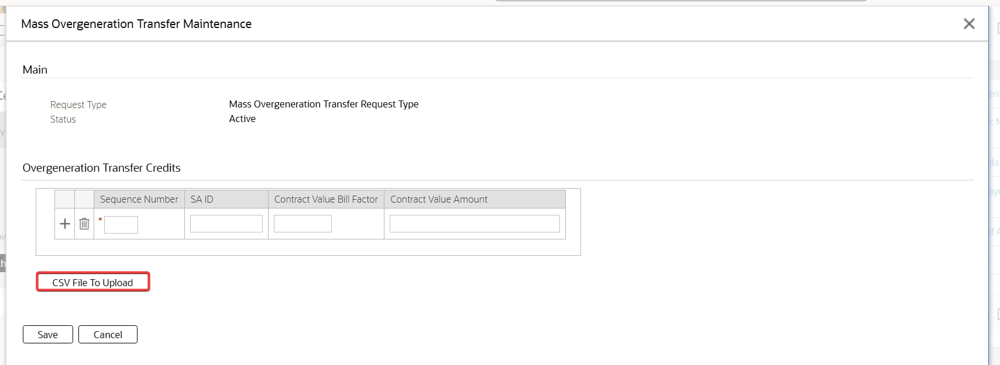 Mass Overgeneration Transfer Maintenance
Main
Request Type Mass Overgeneration Transfer Request Type
Status Active
Overgeneration Transfer Credits
Sequence Number SA ID Contract Value Bill Factor Contract Value Amount
*
CSV File To Upload
Save Cancel